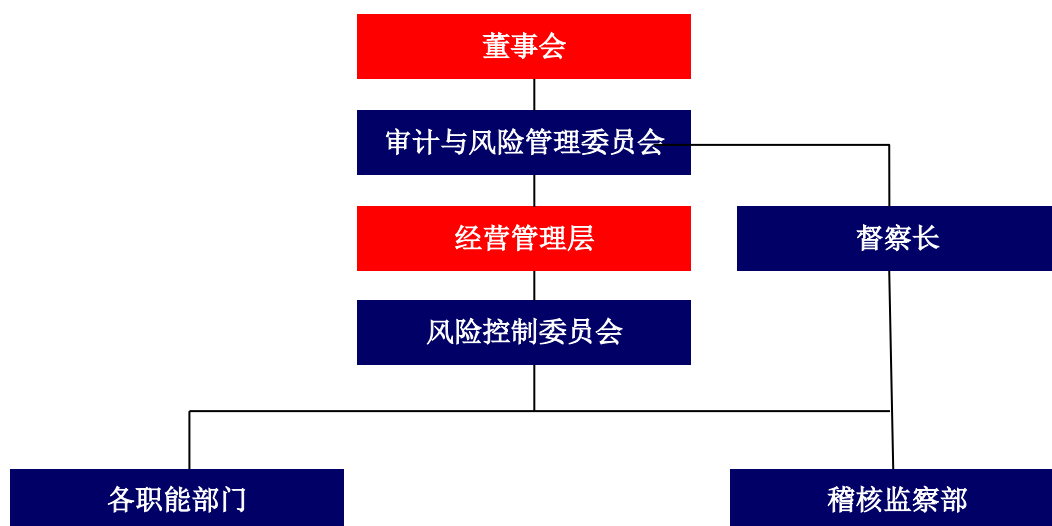 董事会
审计与风险管理委员会
经营管理层
督察长
风险控制委员会
各职能部门
稽核监察部